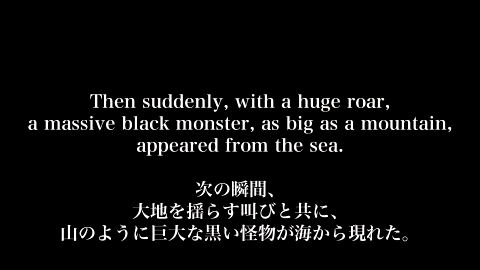 Then suddenly, with a huge roar,
a massive black monster, as big as a mountain,
appeared from the sea.
次の瞬間、
大地を揺らす叫びと共に、
山のように巨大な黒い怪物が海から現れた。